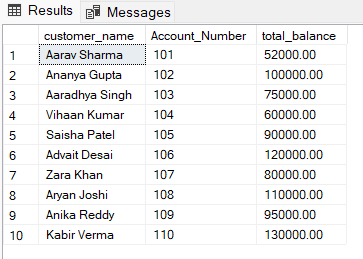 Results Messages
customer_name Account_Number total_balance
1 Aarav Sharma 101 52000.00
2 Ananya Gupta 102 100000.00
3 Aaradhya Singh 103 75000.00
4 Vihaan Kumar 104 60000.00
5 Saisha Patel 105 90000.00
6 Advait Desai 106 120000.00
7 Zara Khan 107 80000.00
8 Aryan Joshi 108 110000.00
9 Anika Reddy 109 95000.00
10 Kabir Verma 110 130000.00